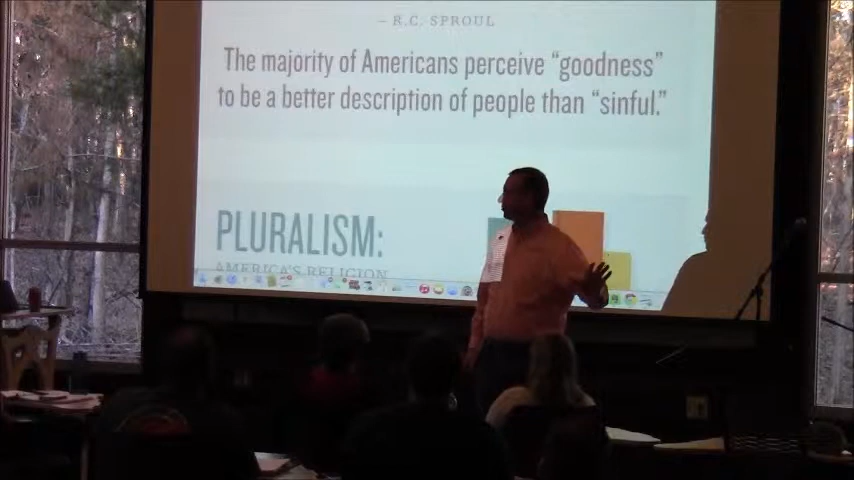 – R.C. SPROUL
The majority of Americans perceive “goodness”
to be a better description of people than “sinful.”
PLURALISM:
AMERICA'S RELIGION